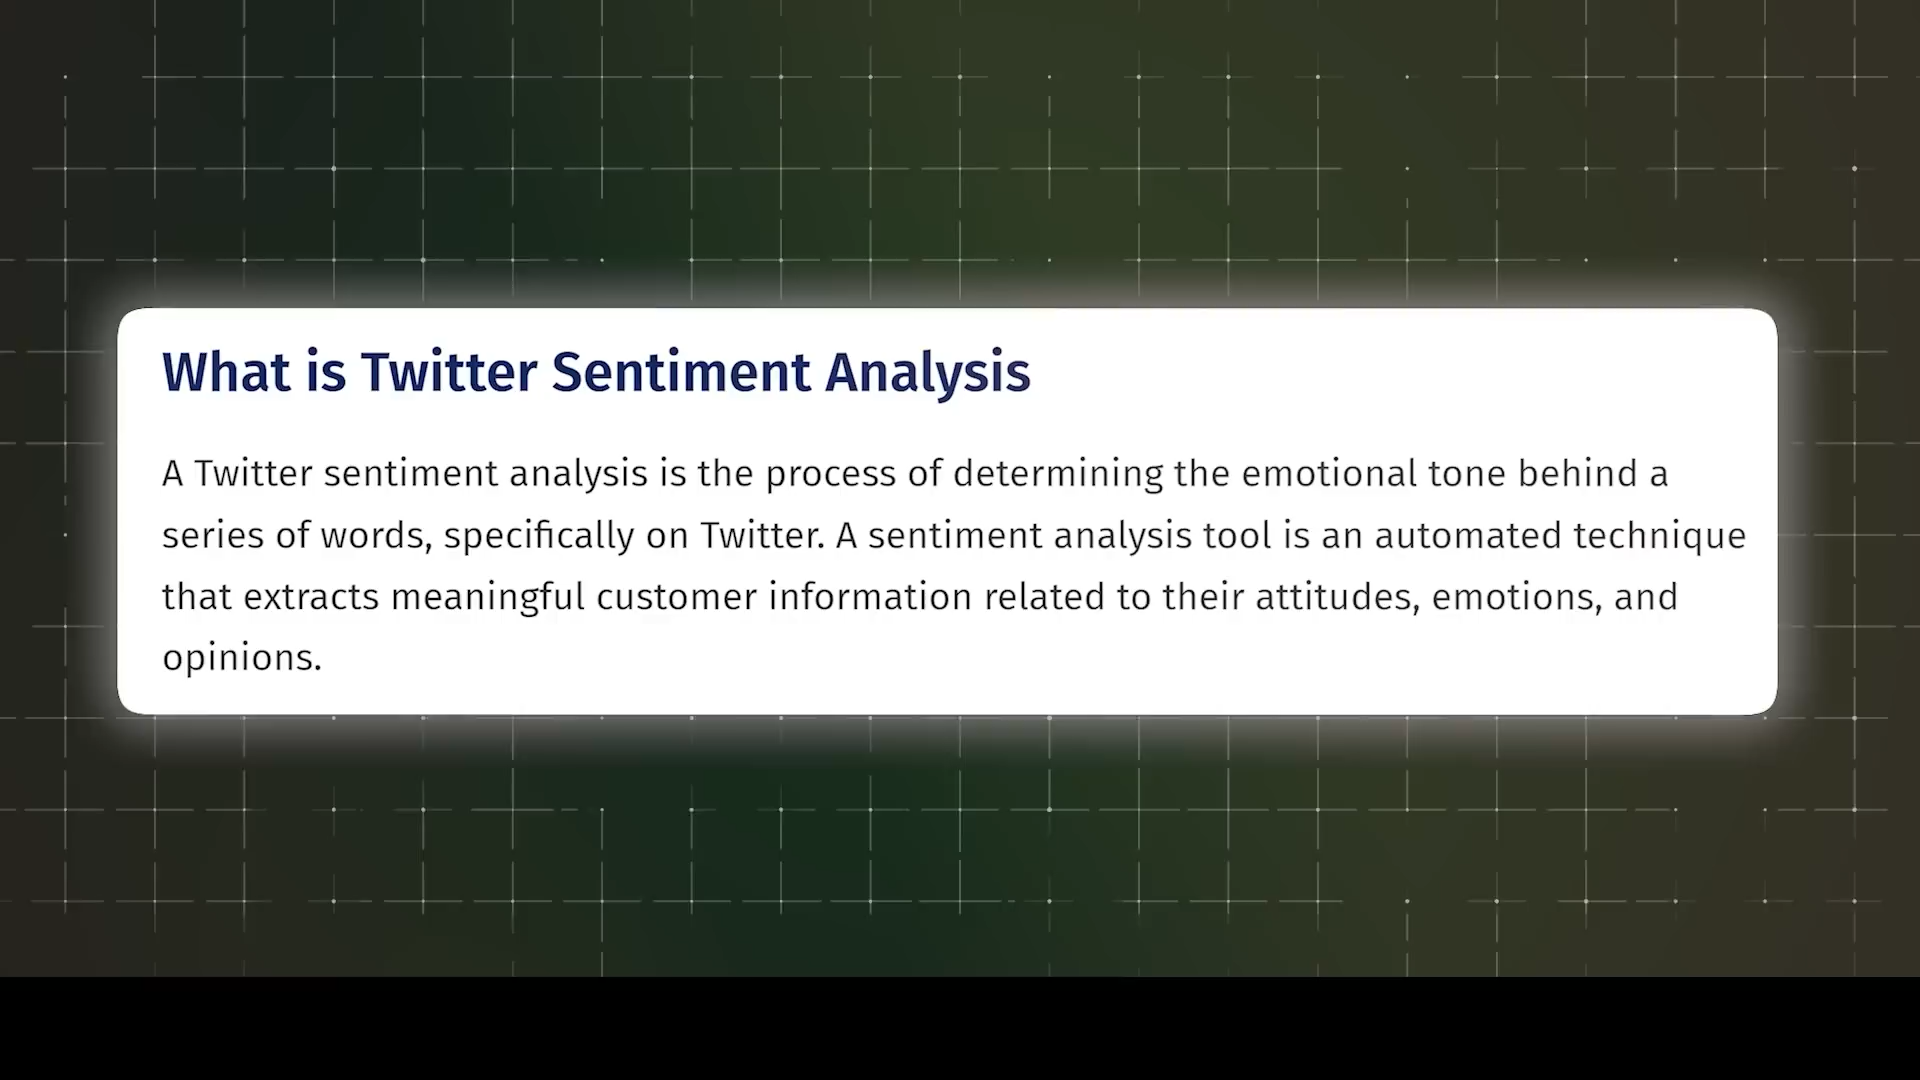 What is Twitter Sentiment Analysis
A Twitter sentiment analysis is the process of determining the emotional tone behind a
series of words, specifically on Twitter. A sentiment analysis tool is an automated technique
that extracts meaningful customer information related to their attitudes, emotions, and
opinions.